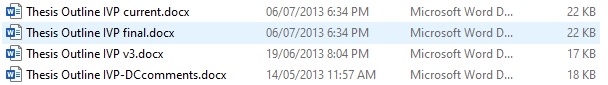 Thesis Outline IVP current.docx 06/07/2013 6:34 PM Microsoft Word D... 22 KB
Thesis Outline IVP final.docx 06/07/2013 6:34 PM Microsoft Word D... 22 KB
Thesis Outline IVP v3.docx 19/06/2013 8:04 PM Microsoft Word D... 17 KB
Thesis Outline IVP-DCcomments.docx 14/05/2013 11:57 AM Microsoft Word D... 18 KB